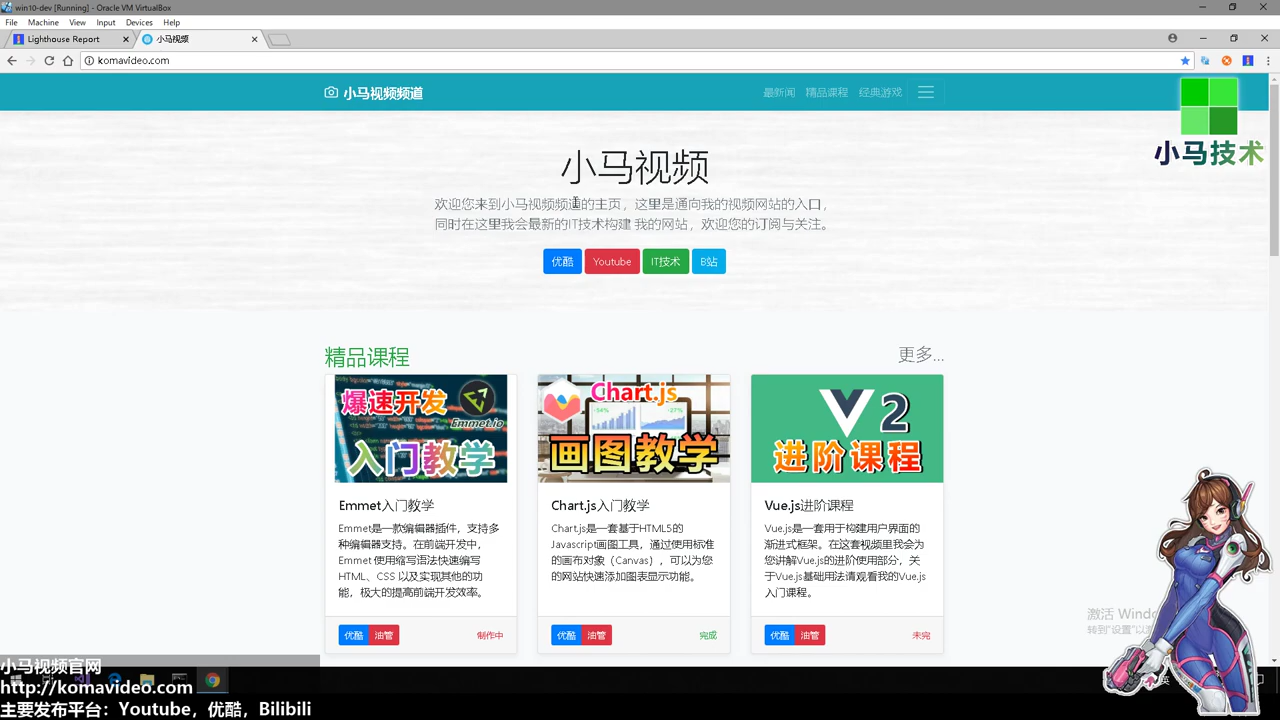 win10-dev [Running] - Oracle VM VirtualBox
File Machine View Input Devices Help
Lighthouse Report
小马视频
komavideo.com
小马视频频道
最新闻 精品课程 经典游戏
小马技术
小马视频
欢迎您来到小马视频频道的主页，这里是通向我的视频网站的入口，
同时在这里我会最新的IT技术构建 我的网站，欢迎您的订阅与关注。
优酷 Youtube IT技术 B站
精品课程
更多...
爆速开发
Emmet.io
入门教学
Emmet入门教学
Emmet是一款编辑器插件，支持多
种编辑器支持。在前端开发中，
Emmet 使用缩写语法快速编写
HTML、CSS 以及实现其他的功
能，极大的提高前端开发效率。
优酷 油管 制作中
Chart.js
-54% -27%
画图教学
Chart.js入门教学
Chart.js是一套基于HTML5的
Javascript画图工具，通过使用标准
的画布对象（Canvas），可以为您
的网站快速添加图表显示功能。
优酷 油管 完成
2
进阶课程
Vue.js进阶课程
Vue.js是一套用于构建用户界面的
渐进式框架。在这套视频里我会为
您讲解Vue.js的进阶使用部分，关
于Vue.js基础用法请观看我的Vue.js
入门课程。
优酷 油管 未完
激活 Windo
转到"设置"以
小马视频官网
http://komavideo.com
主要发布平台：Youtube，优酷，Bilibili
英